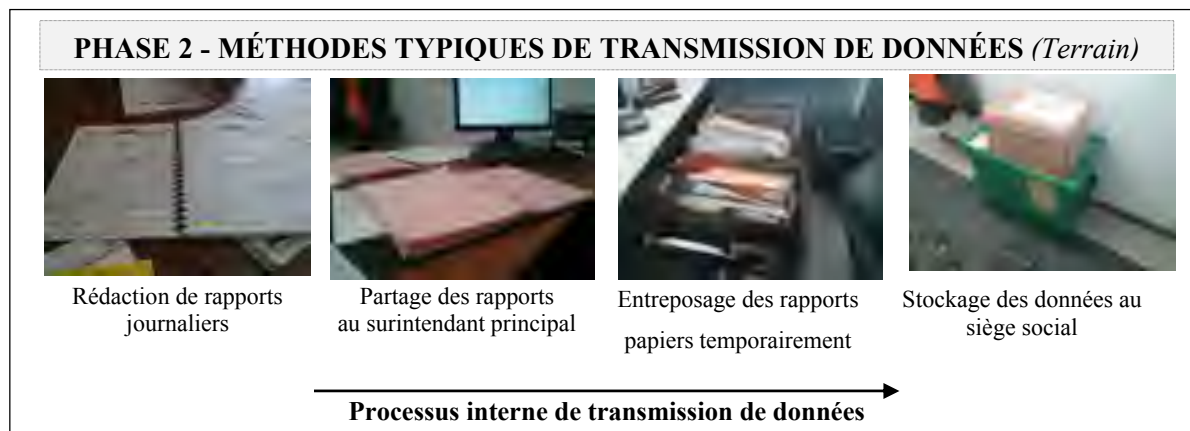 PHASE 2 - MÉTHODES TYPIQUES DE TRANSMISSION DE DONNÉES (Terrain)
Rédaction de rapports
journaliers
Partage des rapports
au surintendant principal
Entreposage des rapports
papiers temporairement
Stockage des données au
siège social
Processus interne de transmission de données